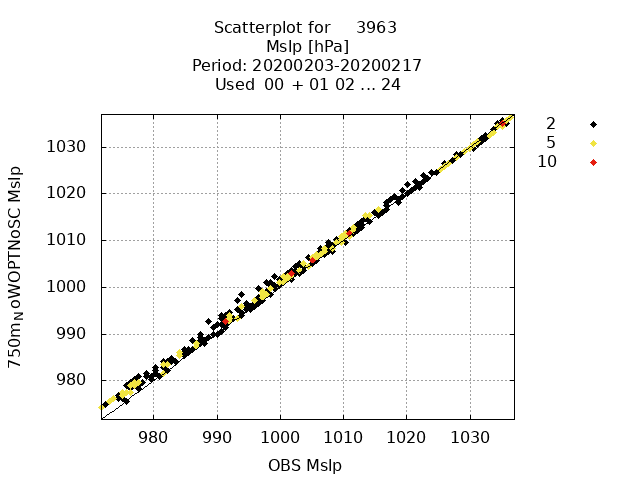 Scatterplot for 3963
Mslp [hPa]
Period: 20200203-20200217
Used 00 + 01 02 ... 24
2
5
10
1030
1020
1010
1000
990
980
750m_NoWOPTNoSC Mslp
980 990 1000 1010 1020 1030
OBS Mslp